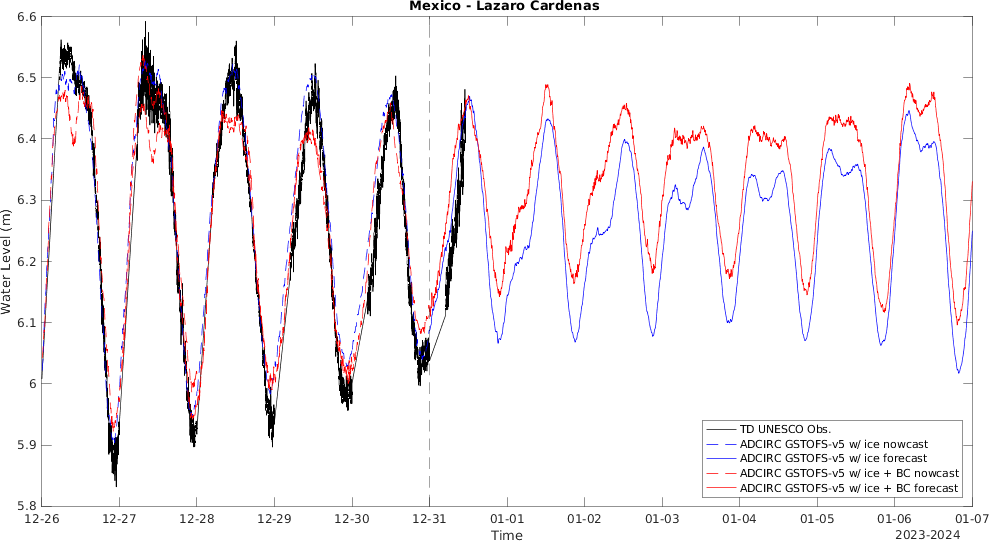 Mexico - Lazaro Cardenas
Water Level (m)
6.6
6.5
6.4
6.3
6.2
6.1
6
5.9
5.8
12-26 12-27 12-28 12-29 12-30 12-31 01-01 01-02 01-03 01-04 01-05 01-06 01-07
Time
2023-2024
TD UNESCO Obs.
ADCIRC GSTOFS-v5 w/ ice nowcast
ADCIRC GSTOFS-v5 w/ ice forecast
ADCIRC GSTOFS-v5 w/ ice + BC nowcast
ADCIRC GSTOFS-v5 w/ ice + BC forecast